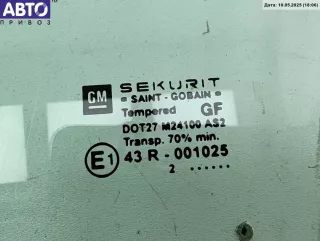 АВТО
ПРИВОЗ
Дата: 10.05.2025 (16:06)
GM
SEKURIT
• SAINT - GOBAIN •
Tempered GF
DOT27 M24100 AS2
Transp. 70% min.
E1 43 R - 001025
2 ......